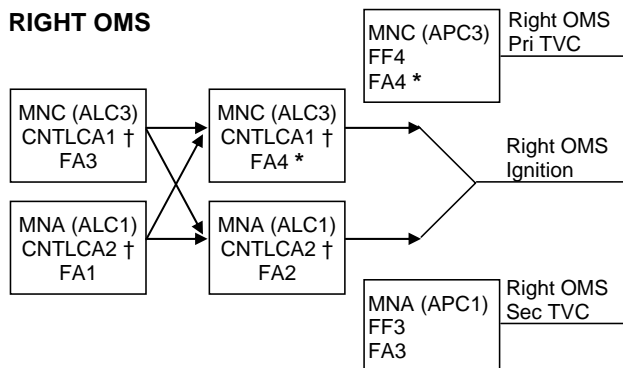 RIGHT OMS
MNC (APC3)
FF4
FA4 *
Right OMS
Pri TVC
MNC (ALC3)
CNTLCA1 †
FA3
MNC (ALC3)
CNTLCA1 †
FA4 *
Right OMS
Ignition
MNA (ALC1)
CNTLCA2 †
FA1
MNA (ALC1)
CNTLCA2 †
FA2
MNA (APC1)
FF3
FA3
Right OMS
Sec TVC